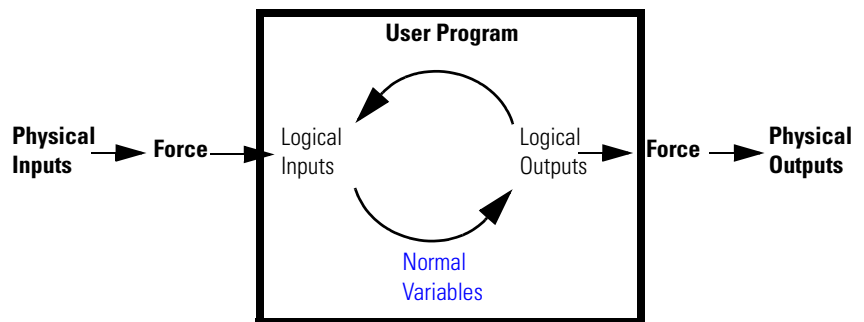 User Program
Physical
Inputs
Force
Logical
Inputs
Logical
Outputs
Force
Physical
Outputs
Normal
Variables